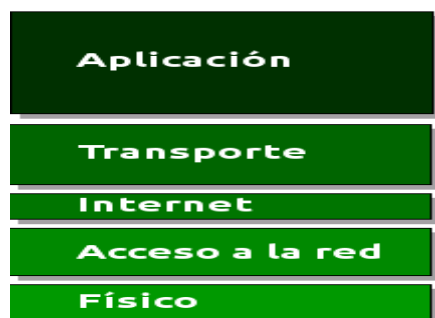 Aplicación
Transporte
Internet
Acceso a la red
Físico